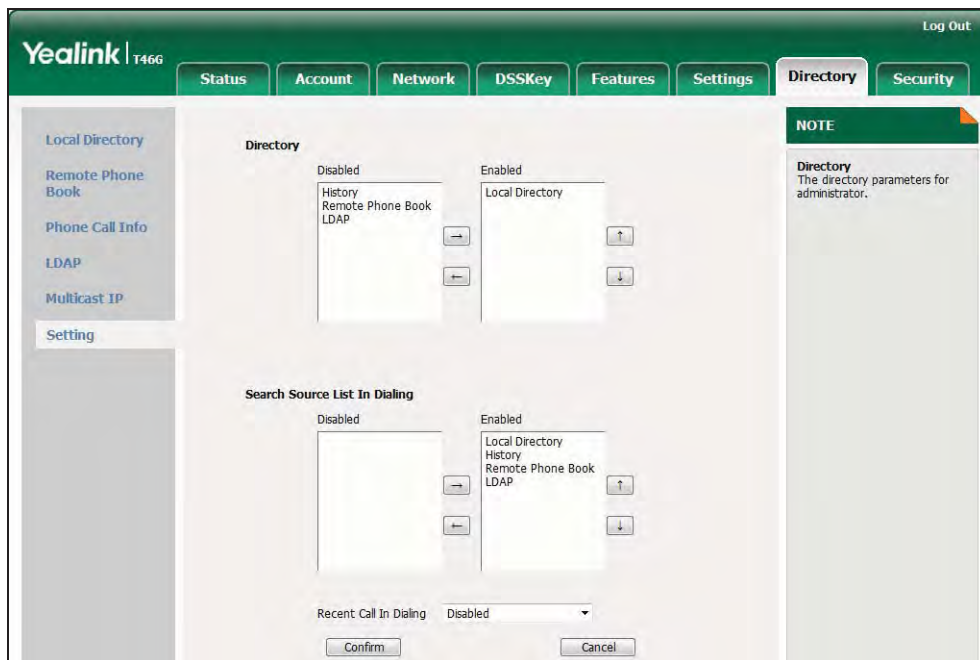 Log Out
Yealink | T46G
Status Account Network DSSKey Features Settings Directory Security
Local Directory
Remote Phone
Book
Phone Call Info
LDAP
Multicast IP
Setting
Directory
Disabled Enabled
History
Remote Phone Book
LDAP
Local Directory
→ ↑
← ↓
Search Source List In Dialing
Disabled Enabled
Local Directory
History
Remote Phone Book
LDAP
→ ↑
← ↓
Recent Call In Dialing Disabled
Confirm Cancel
NOTE
Directory
The directory parameters for
administrator.